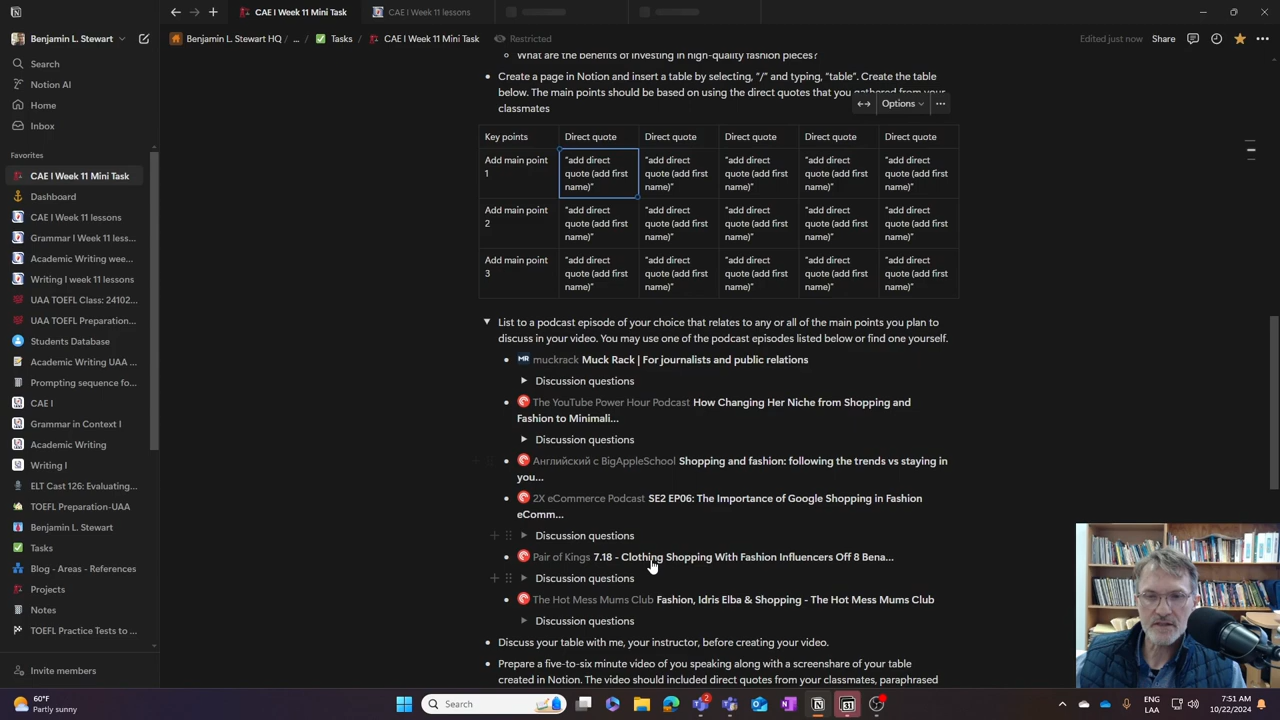 CAE I Week 11 Mini Task
CAE I Week 11 lessons
Benjamin L. Stewart
Benjamin L. Stewart HQ / ... / Tasks / CAE I Week 11 Mini Task
Restricted
Edited just now
Share
Search
Notion AI
Home
Inbox
Favorites
CAE I Week 11 Mini Task
Dashboard
CAE I Week 11 lessons
Grammar I Week 11 less...
Academic Writing wee...
Writing I week 11 lessons
UAA TOEFL Class: 24102...
UAA TOEFL Preparation...
Students Database
Academic Writing UAA ...
Prompting sequence fo...
CAE I
Grammar in Context I
Academic Writing
Writing I
ELT Cast 126: Evaluating...
TOEFL Preparation-UAA
Benjamin L. Stewart
Tasks
Blog - Areas - References
Projects
Notes
TOEFL Practice Tests to ...
Invite members
What are the benefits of investing in high-quality fashion pieces?
Create a page in Notion and insert a table by selecting, "/" and typing, "table". Create the table
below. The main points should be based on using the direct quotes that you gathered from your
classmates
Options
Key points Direct quote Direct quote Direct quote Direct quote Direct quote
Add main point "add direct "add direct "add direct "add direct "add direct
1 quote (add first quote (add first quote (add first quote (add first quote (add first
name)" name)" name)" name)" name)"
Add main point "add direct "add direct "add direct "add direct "add direct
2 quote (add first quote (add first quote (add first quote (add first quote (add first
name)" name)" name)" name)" name)"
Add main point "add direct "add direct "add direct "add direct "add direct
3 quote (add first quote (add first quote (add first quote (add first quote (add first
name)" name)" name)" name)" name)"
List to a podcast episode of your choice that relates to any or all of the main points you plan to
discuss in your video. You may use one of the podcast episodes listed below or find one yourself.
MR muckrack Muck Rack | For journalists and public relations
Discussion questions
The YouTube Power Hour Podcast How Changing Her Niche from Shopping and
Fashion to Minimali...
Discussion questions
Английский с BigAppleSchool Shopping and fashion: following the trends vs staying in
you...
2X eCommerce Podcast SE2 EP06: The Importance of Google Shopping in Fashion
eComm...
Discussion questions
Pair of Kings 7.18 - Clothing Shopping With Fashion Influencers Off 8 Bena...
Discussion questions
The Hot Mess Mums Club Fashion, Idris Elba & Shopping - The Hot Mess Mums Club
Discussion questions
Discuss your table with me, your instructor, before creating your video.
Prepare a five-to-six minute video of you speaking along with a screenshare of your table
created in Notion. The video should included direct quotes from your classmates, paraphrased
60°F
Partly sunny
Search
2
ENG
LAA
7:51 AM
10/22/2024